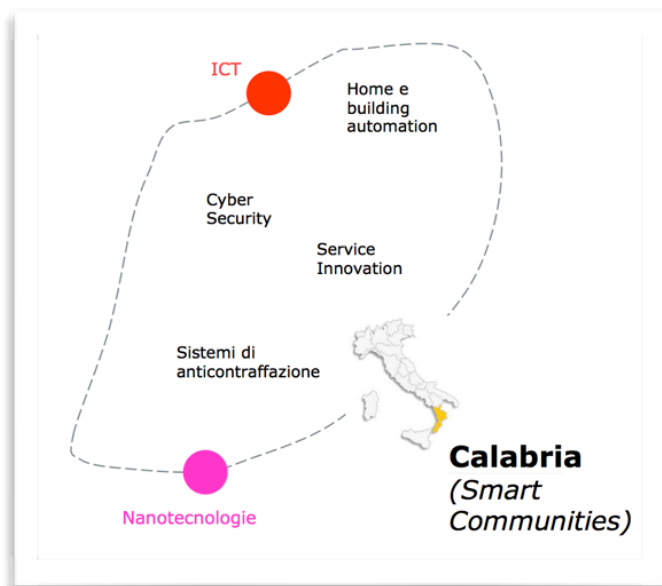 ICT
Home e
building
automation
Cyber
Security
Service
Innovation
Sistemi di
anticontraffazione
Calabria
(Smart
Communities)
Nanotecnologie